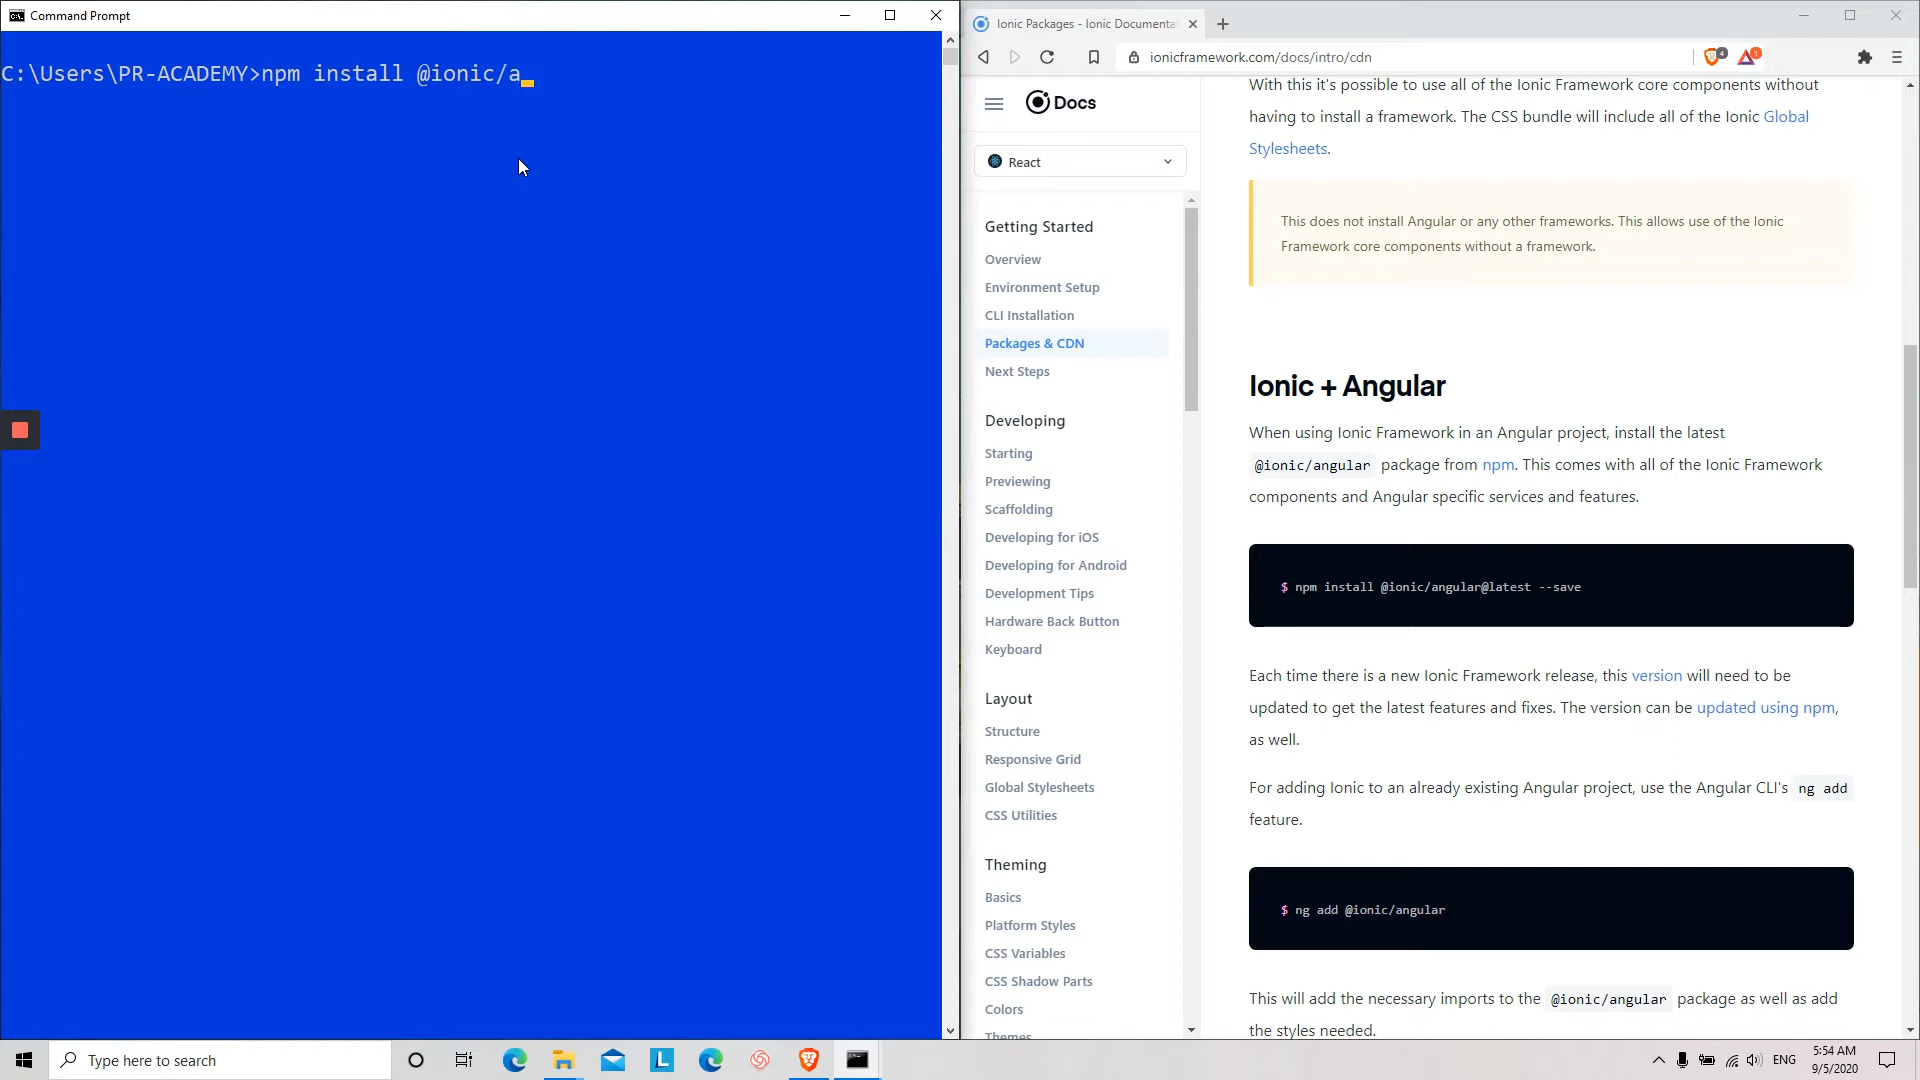 Command Prompt
C:\Users\PR-ACADEMY>npm install @ionic/a
Ionic Packages - Ionic Documenta
ionicframework.com/docs/intro/cdn
4
1
Docs
React
Getting Started
Overview
Environment Setup
CLI Installation
Packages & CDN
Next Steps
Developing
Starting
Previewing
Scaffolding
Developing for iOS
Developing for Android
Development Tips
Hardware Back Button
Keyboard
Layout
Structure
Responsive Grid
Global Stylesheets
CSS Utilities
Theming
Basics
Platform Styles
CSS Variables
CSS Shadow Parts
Colors
Themes
With this it's possible to use all of the Ionic Framework core components without
having to install a framework. The CSS bundle will include all of the Ionic Global
Stylesheets.
This does not install Angular or any other frameworks. This allows use of the Ionic
Framework core components without a framework.
Ionic + Angular
When using Ionic Framework in an Angular project, install the latest
@ionic/angular package from npm. This comes with all of the Ionic Framework
components and Angular specific services and features.
$ npm install @ionic/angular@latest --save
Each time there is a new Ionic Framework release, this version will need to be
updated to get the latest features and fixes. The version can be updated using npm,
as well.
For adding Ionic to an already existing Angular project, use the Angular CLI's ng add
feature.
$ ng add @ionic/angular
This will add the necessary imports to the @ionic/angular package as well as add
the styles needed.
Type here to search
L
ENG
5:54 AM
9/5/2020